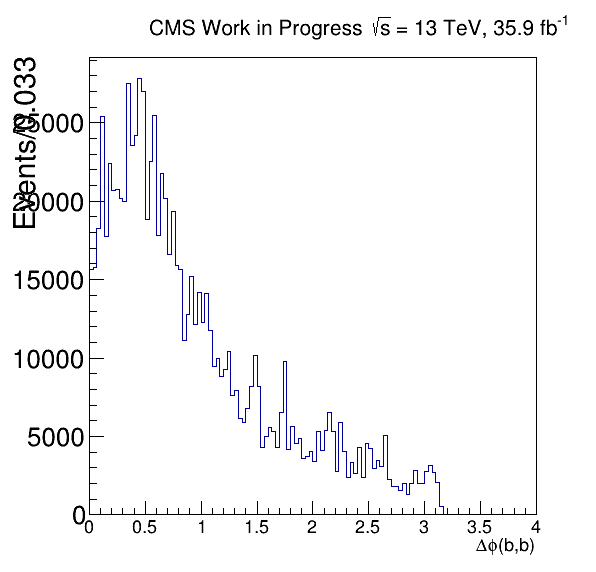 CMS Work in Progress √s = 13 TeV, 35.9 fb⁻¹
Events/0.033
25000
20000
15000
10000
5000
0
0 0.5 1 1.5 2 2.5 3 3.5 4
Δϕ(b,b)